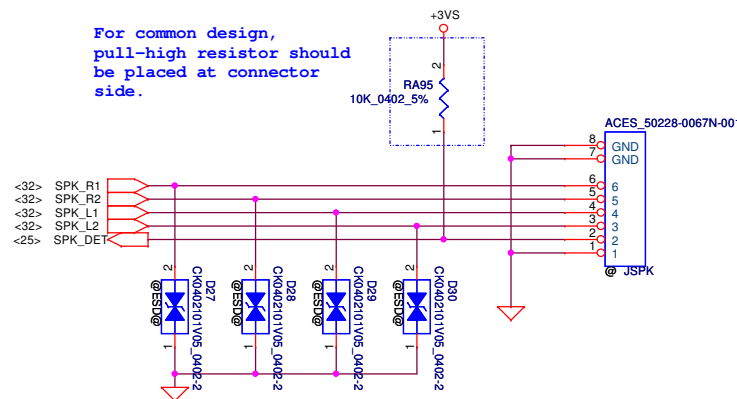 For common design,
pull-high resistor should
be placed at connector
side.
+3VS
2
RA95
10K_0402_5%
1
ACES_50228-0067N-001
8 GND
7 GND
<32> SPK_R1 6 6
<32> SPK_R2 5 5
<32> SPK_L1 4 4
<32> SPK_L2 3 3
<25> SPK_DET 2 2
1 1
@ JSPK
2 D27 CK0402101V05_0402-2 @ESD@ 1
2 D28 CK0402101V05_0402-2 @ESD@ 1
2 D29 CK0402101V05_0402-2 @ESD@ 1
2 D30 CK0402101V05_0402-2 @ESD@ 1